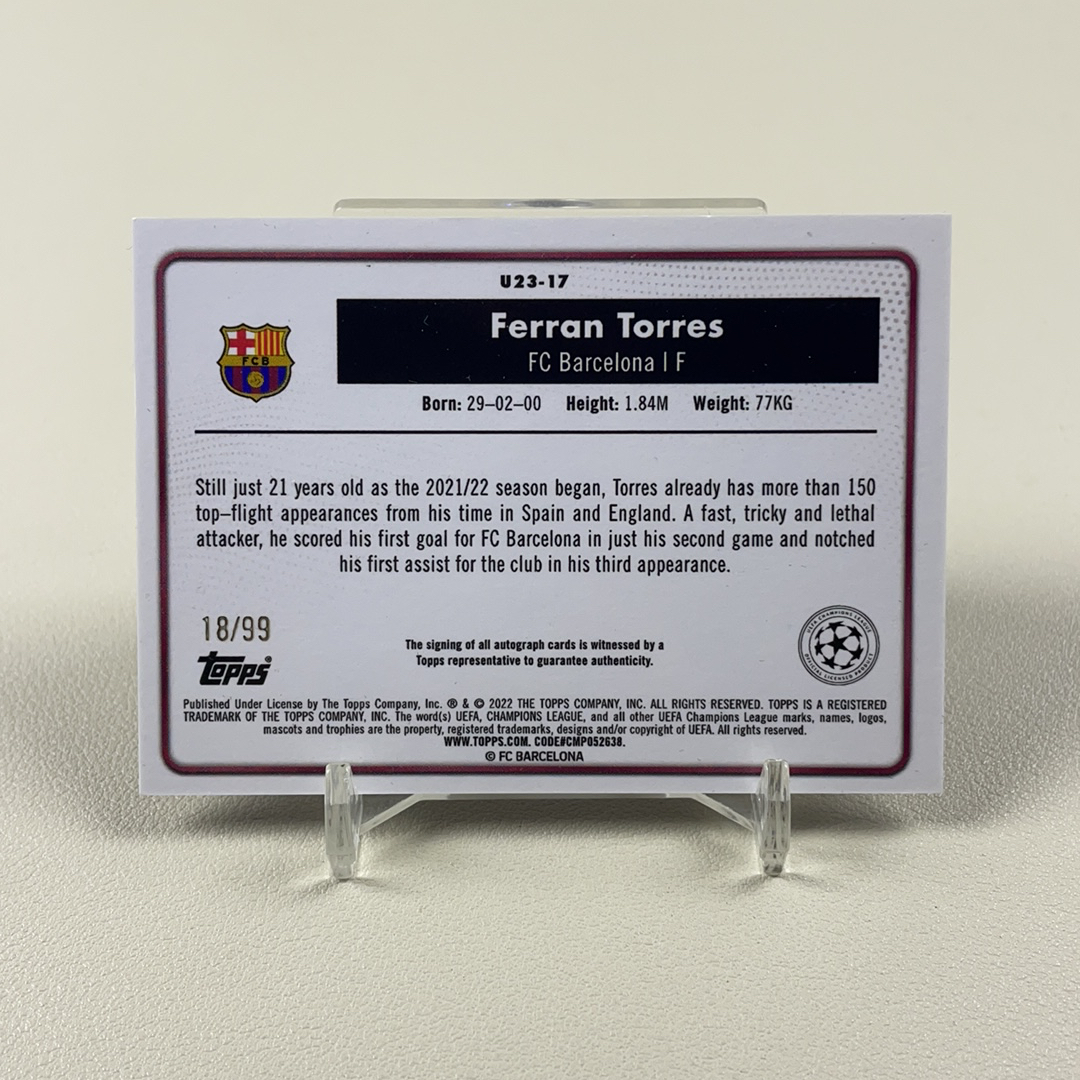 U23-17
Ferran Torres
FC Barcelona | F
FCB
Born: 29-02-00 Height: 1.84M Weight: 77KG
Still just 21 years old as the 2021/22 season began, Torres already has more than 150
top-flight appearances from his time in Spain and England. A fast, tricky and lethal
attacker, he scored his first goal for FC Barcelona in just his second game and notched
his first assist for the club in his third appearance.
18/99
topps®
The signing of all autograph cards is witnessed by a
Topps representative to guarantee authenticity.
UEFA CHAMPIONS LEAGUE
OFFICIAL LICENSED PRODUCT
Published Under License by The Topps Company, Inc. ® & © 2022 THE TOPPS COMPANY, INC. ALL RIGHTS RESERVED. TOPPS IS A REGISTERED
TRADEMARK OF THE TOPPS COMPANY, INC. The word(s) UEFA, CHAMPIONS LEAGUE, and all other UEFA Champions League marks, names, logos,
mascots and trophies are the property, registered trademarks, designs and/or copyright of UEFA. All rights reserved.
WWW.TOPPS.COM. CODE#CMP052638.
© FC BARCELONA